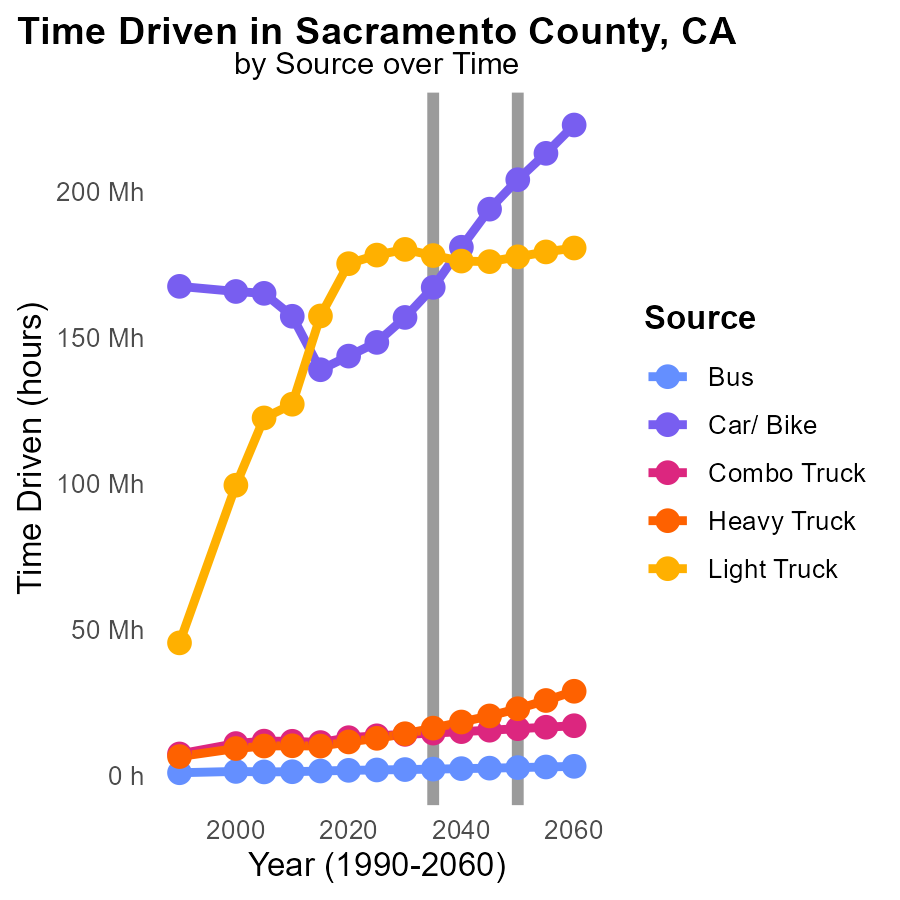 Time Driven in Sacramento County, CA
by Source over Time
Time Driven (hours)
200 Mh
150 Mh
100 Mh
50 Mh
0 h
2000
2020
2040
2060
Year (1990-2060)
Source
Bus
Car/ Bike
Combo Truck
Heavy Truck
Light Truck